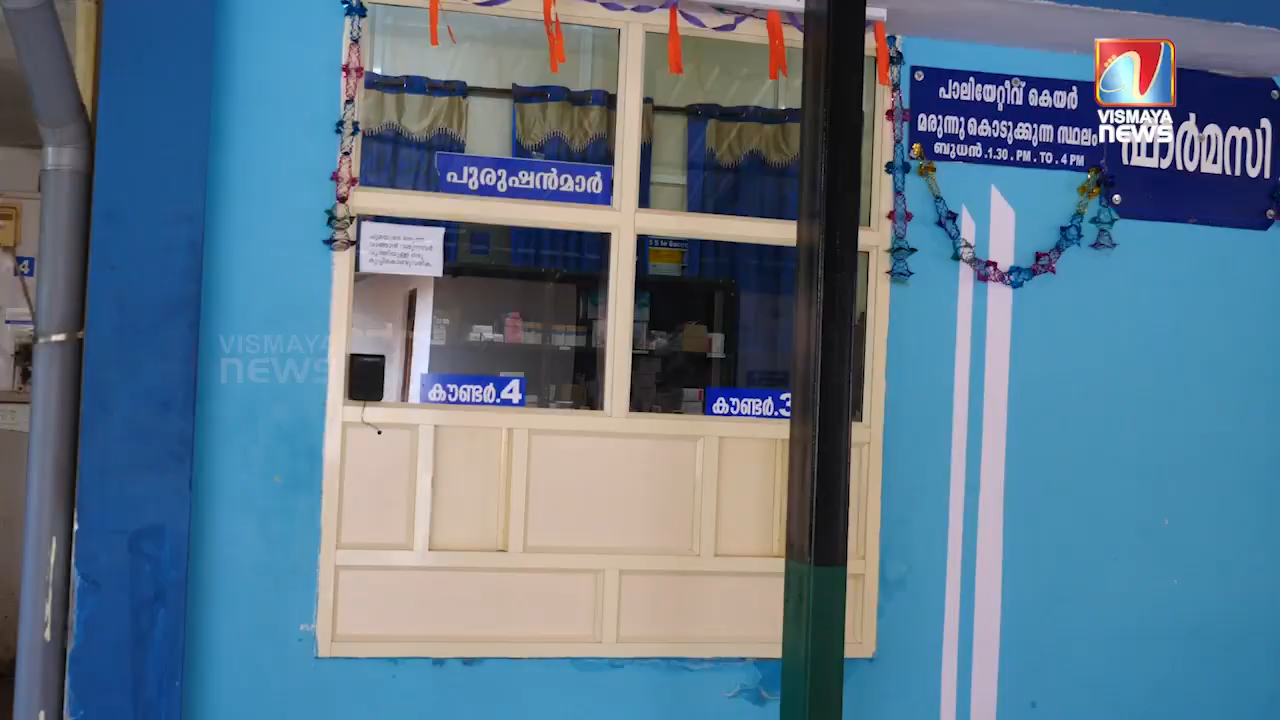 പാലിയേറ്റീവ് കെയർ
മരുന്നു കൊടുക്കുന്ന സ്ഥലം
ബുധൻ.1.30 . PM . TO . 4 PM
ഫാർമസി
VISMAYA
NEWS
പുരുഷൻമാർ
കൗണ്ടർ.4
കൗണ്ടർ.3
4
VISMAYA
NEWS